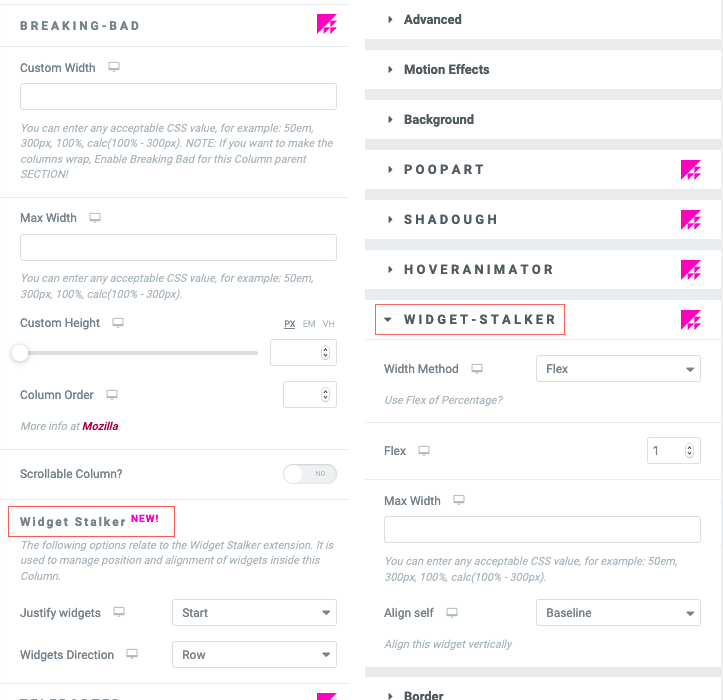 BREAKING-BAD
Custom Width
You can enter any acceptable CSS value, for example: 50em,
300px, 100%, calc(100% - 300px). NOTE: If you want to make the
columns wrap, Enable Breaking Bad for this Column parent
SECTION!
Max Width
You can enter any acceptable CSS value, for example: 50em,
300px, 100%, calc(100% - 300px).
Custom Height
PX EM VH
Column Order
More info at Mozilla.
Scrollable Column?
NO
Widget Stalker NEW!
The following options relate to the Widget Stalker extension. It is
used to manage position and alignment of widgets inside this
Column.
Justify widgets
Start
Widgets Direction
Row
Advanced
Motion Effects
Background
POOPART
SHADOUGH
HOVERANIMATOR
WIDGET-STALKER
Width Method
Flex
Use Flex of Percentage?
Flex
1
Max Width
You can enter any acceptable CSS value, for example: 50em,
300px, 100%, calc(100% - 300px).
Align self
Baseline
Align this widget vertically
Border